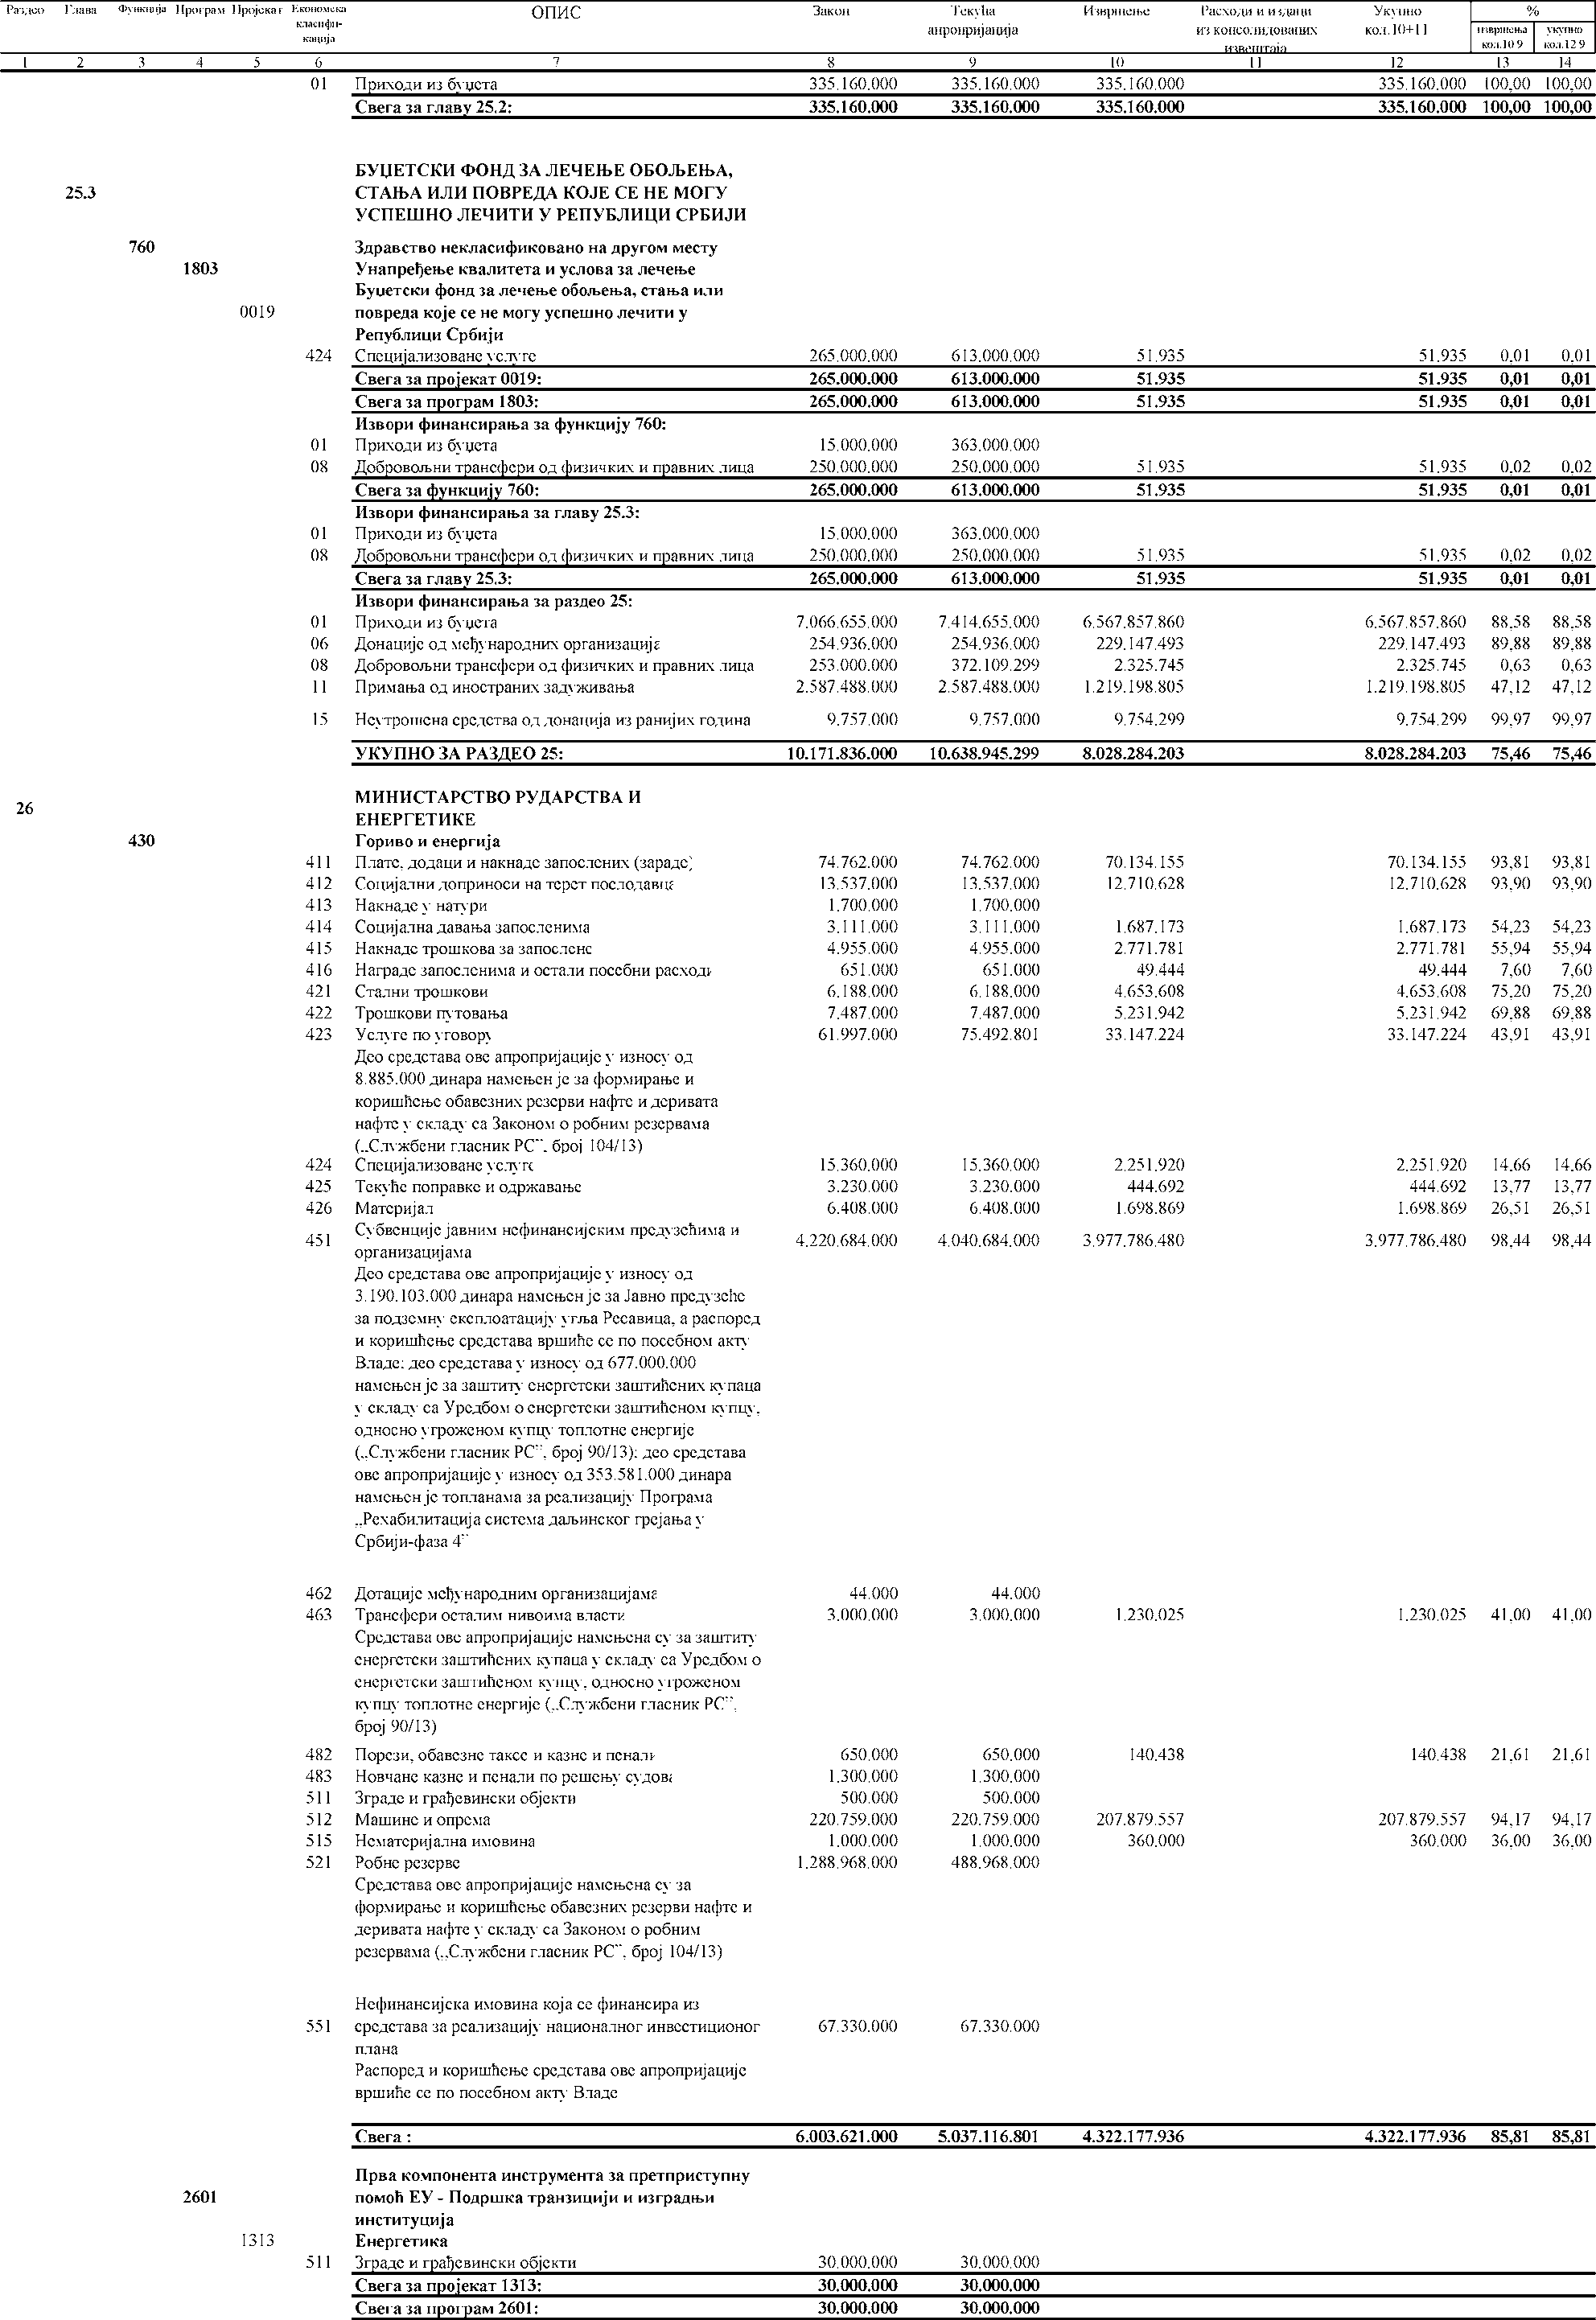 Раздео Глава Функција Програм Пројекат Економска класифи-кација ОПИС Закон Текућа апропријација Извршење Расходи и издаци из консолидованих извештаја Укупно кол.10+11 % извршења кол.10 9 укупно кол.12 9
1 2 3 4 5 6 7 8 9 10 11 12 13 14
01 Приходи из буџета 335.160.000 335.160.000 335.160.000 335.160.000 100,00 100,00
Свега за главу 25.2: 335.160.000 335.160.000 335.160.000 335.160.000 100,00 100,00
БУЏЕТСКИ ФОНД ЗА ЛЕЧЕЊЕ ОБОЉЕЊА,
25.3 СТАЊА ИЛИ ПОВРЕДА КОЈЕ СЕ НЕ МОГУ
УСПЕШНО ЛЕЧИТИ У РЕПУБЛИЦИ СРБИЈИ
760 Здравство некласификовано на другом месту
1803 Унапређење квалитета и услова за лечење
Буџетски фонд за лечење обољења, стања или
0019 повреда које се не могу успешно лечити у
Републици Србији
424 Специјализоване услуге 265.000.000 613.000.000 51.935 51.935 0,01 0,01
Свега за пројекат 0019: 265.000.000 613.000.000 51.935 51.935 0,01 0,01
Свега за програм 1803: 265.000.000 613.000.000 51.935 51.935 0,01 0,01
Извори финансирања за функцију 760:
01 Приходи из буџета 15.000.000 363.000.000
08 Добровољни трансфери од физичких и правних лица 250.000.000 250.000.000 51.935 51.935 0,02 0,02
Свега за функцију 760: 265.000.000 613.000.000 51.935 51.935 0,01 0,01
Извори финансирања за главу 25.3:
01 Приходи из буџета 15.000.000 363.000.000
08 Добровољни трансфери од физичких и правних лица 250.000.000 250.000.000 51.935 51.935 0,02 0,02
Свега за главу 25.3: 265.000.000 613.000.000 51.935 51.935 0,01 0,01
Извори финансирања за раздео 25:
01 Приходи из буџета 7.066.655.000 7.414.655.000 6.567.857.860 6.567.857.860 88,58 88,58
06 Донације од међународних организација 254.936.000 254.936.000 229.147.493 229.147.493 89,88 89,88
08 Добровољни трансфери од физичких и правних лица 253.000.000 372.109.299 2.325.745 2.325.745 0,63 0,63
11 Примања од иностраних задуживања 2.587.488.000 2.587.488.000 1.219.198.805 1.219.198.805 47,12 47,12
15 Неутрошена средства од донација из ранијих година 9.757.000 9.757.000 9.754.299 9.754.299 99,97 99,97
УКУПНО ЗА РАЗДЕО 25: 10.171.836.000 10.638.945.299 8.028.284.203 8.028.284.203 75,46 75,46
26 МИНИСТАРСТВО РУДАРСТВА И
ЕНЕРГЕТИКЕ
430 Гориво и енергија
411 Плате, додаци и накнаде запослених (зараде) 74.762.000 74.762.000 70.134.155 70.134.155 93,81 93,81
412 Социјални доприноси на терет послодавца 13.537.000 13.537.000 12.710.628 12.710.628 93,90 93,90
413 Накнаде у натури 1.700.000 1.700.000
414 Социјална давања запосленима 3.111.000 3.111.000 1.687.173 1.687.173 54,23 54,23
415 Накнаде трошкова за запослене 4.955.000 4.955.000 2.771.781 2.771.781 55,94 55,94
416 Награде запосленима и остали посебни расходи 651.000 651.000 49.444 49.444 7,60 7,60
421 Стални трошкови 6.188.000 6.188.000 4.653.608 4.653.608 75,20 75,20
422 Трошкови путовања 7.487.000 7.487.000 5.231.942 5.231.942 69,88 69,88
423 Услуге по уговору 61.997.000 75.492.801 33.147.224 33.147.224 43,91 43,91
Део средстава ове апропријације у износу од
8.885.000 динара намењен је за формирање и
коришћење обавезних резерви нафте и деривата
нафте у складу са Законом о робним резервама
(„Службени гласник РС”, број 104/13)
424 Специјализоване услуге 15.360.000 15.360.000 2.251.920 2.251.920 14,66 14,66
425 Текуће поправке и одржавање 3.230.000 3.230.000 444.692 444.692 13,77 13,77
426 Материјал 6.408.000 6.408.000 1.698.869 1.698.869 26,51 26,51
Субвенције јавним нефинансијским предузећима и
451 организацијама 4.220.684.000 4.040.684.000 3.977.786.480 3.977.786.480 98,44 98,44
Део средстава ове апропријације у износу од
3.190.103.000 динара намењен је за Јавно предузеће
за подземну експлоатацију угља Ресавица, а распоред
и коришћење средстава вршиће се по посебном акту
Владе; део средстава у износу од 677.000.000
намењен је за заштиту енергетски заштићених купаца
у складу са Уредбом о енергетски заштићеном купцу,
односно угроженом купцу топлотне енергије
(„Службени гласник РС”, број 90/13); део средстава
ове апропријације у износу од 353.581.000 динара
намењен је топланама за реализацију Програма
„Рехабилитација система даљинског грејања у
Србији-фаза 4”
462 Дотације међународним организацијама 44.000 44.000
463 Трансфери осталим нивоима власти 3.000.000 3.000.000 1.230.025 1.230.025 41,00 41,00
Средстава ове апропријације намењена су за заштиту
енергетски заштићених купаца у складу са Уредбом о
енергетски заштићеном купцу, односно угроженом
купцу топлотне енергије („Службени гласник РС”,
број 90/13)
482 Порези, обавезне таксе и казне и пенали 650.000 650.000 140.438 140.438 21,61 21,61
483 Новчане казне и пенали по решењу судова 1.300.000 1.300.000
511 Зграде и грађевински објекти 500.000 500.000
512 Машине и опрема 220.759.000 220.759.000 207.879.557 207.879.557 94,17 94,17
515 Нематеријална имовина 1.000.000 1.000.000 360.000 360.000 36,00 36,00
521 Робне резерве 1.288.968.000 488.968.000
Средстава ове апропријације намењена су за
формирање и коришћење обавезних резерви нафте и
деривата нафте у складу са Законом о робним
резервама („Службени гласник РС”, број 104/13)
Нефинансијска имовина која се финансира из
551 средстава за реализацију националног инвестиционог 67.330.000 67.330.000
плана
Распоред и коришћење средстава ове апропријације
вршиће се по посебном акту Владе
Свега : 6.003.621.000 5.037.116.801 4.322.177.936 4.322.177.936 85,81 85,81
Прва компонента инструмента за претприступну
2601 помоћ ЕУ - Подршка транзицији и изградњи
институција
1313 Енергетика
511 Зграде и грађевински објекти 30.000.000 30.000.000
Свега за пројекат 1313: 30.000.000 30.000.000
Свега за програм 2601: 30.000.000 30.000.000